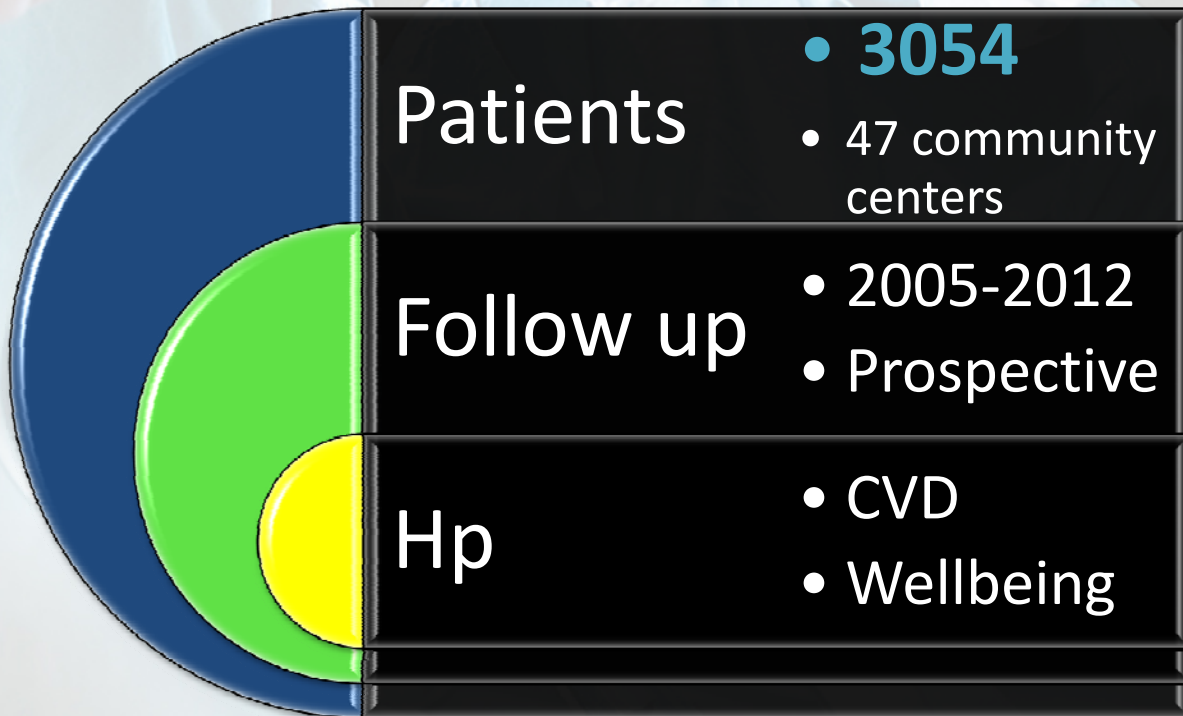 Patients
• 3054
• 47 community
centers
Follow up
• 2005-2012
• Prospective
Hp
• CVD
• Wellbeing